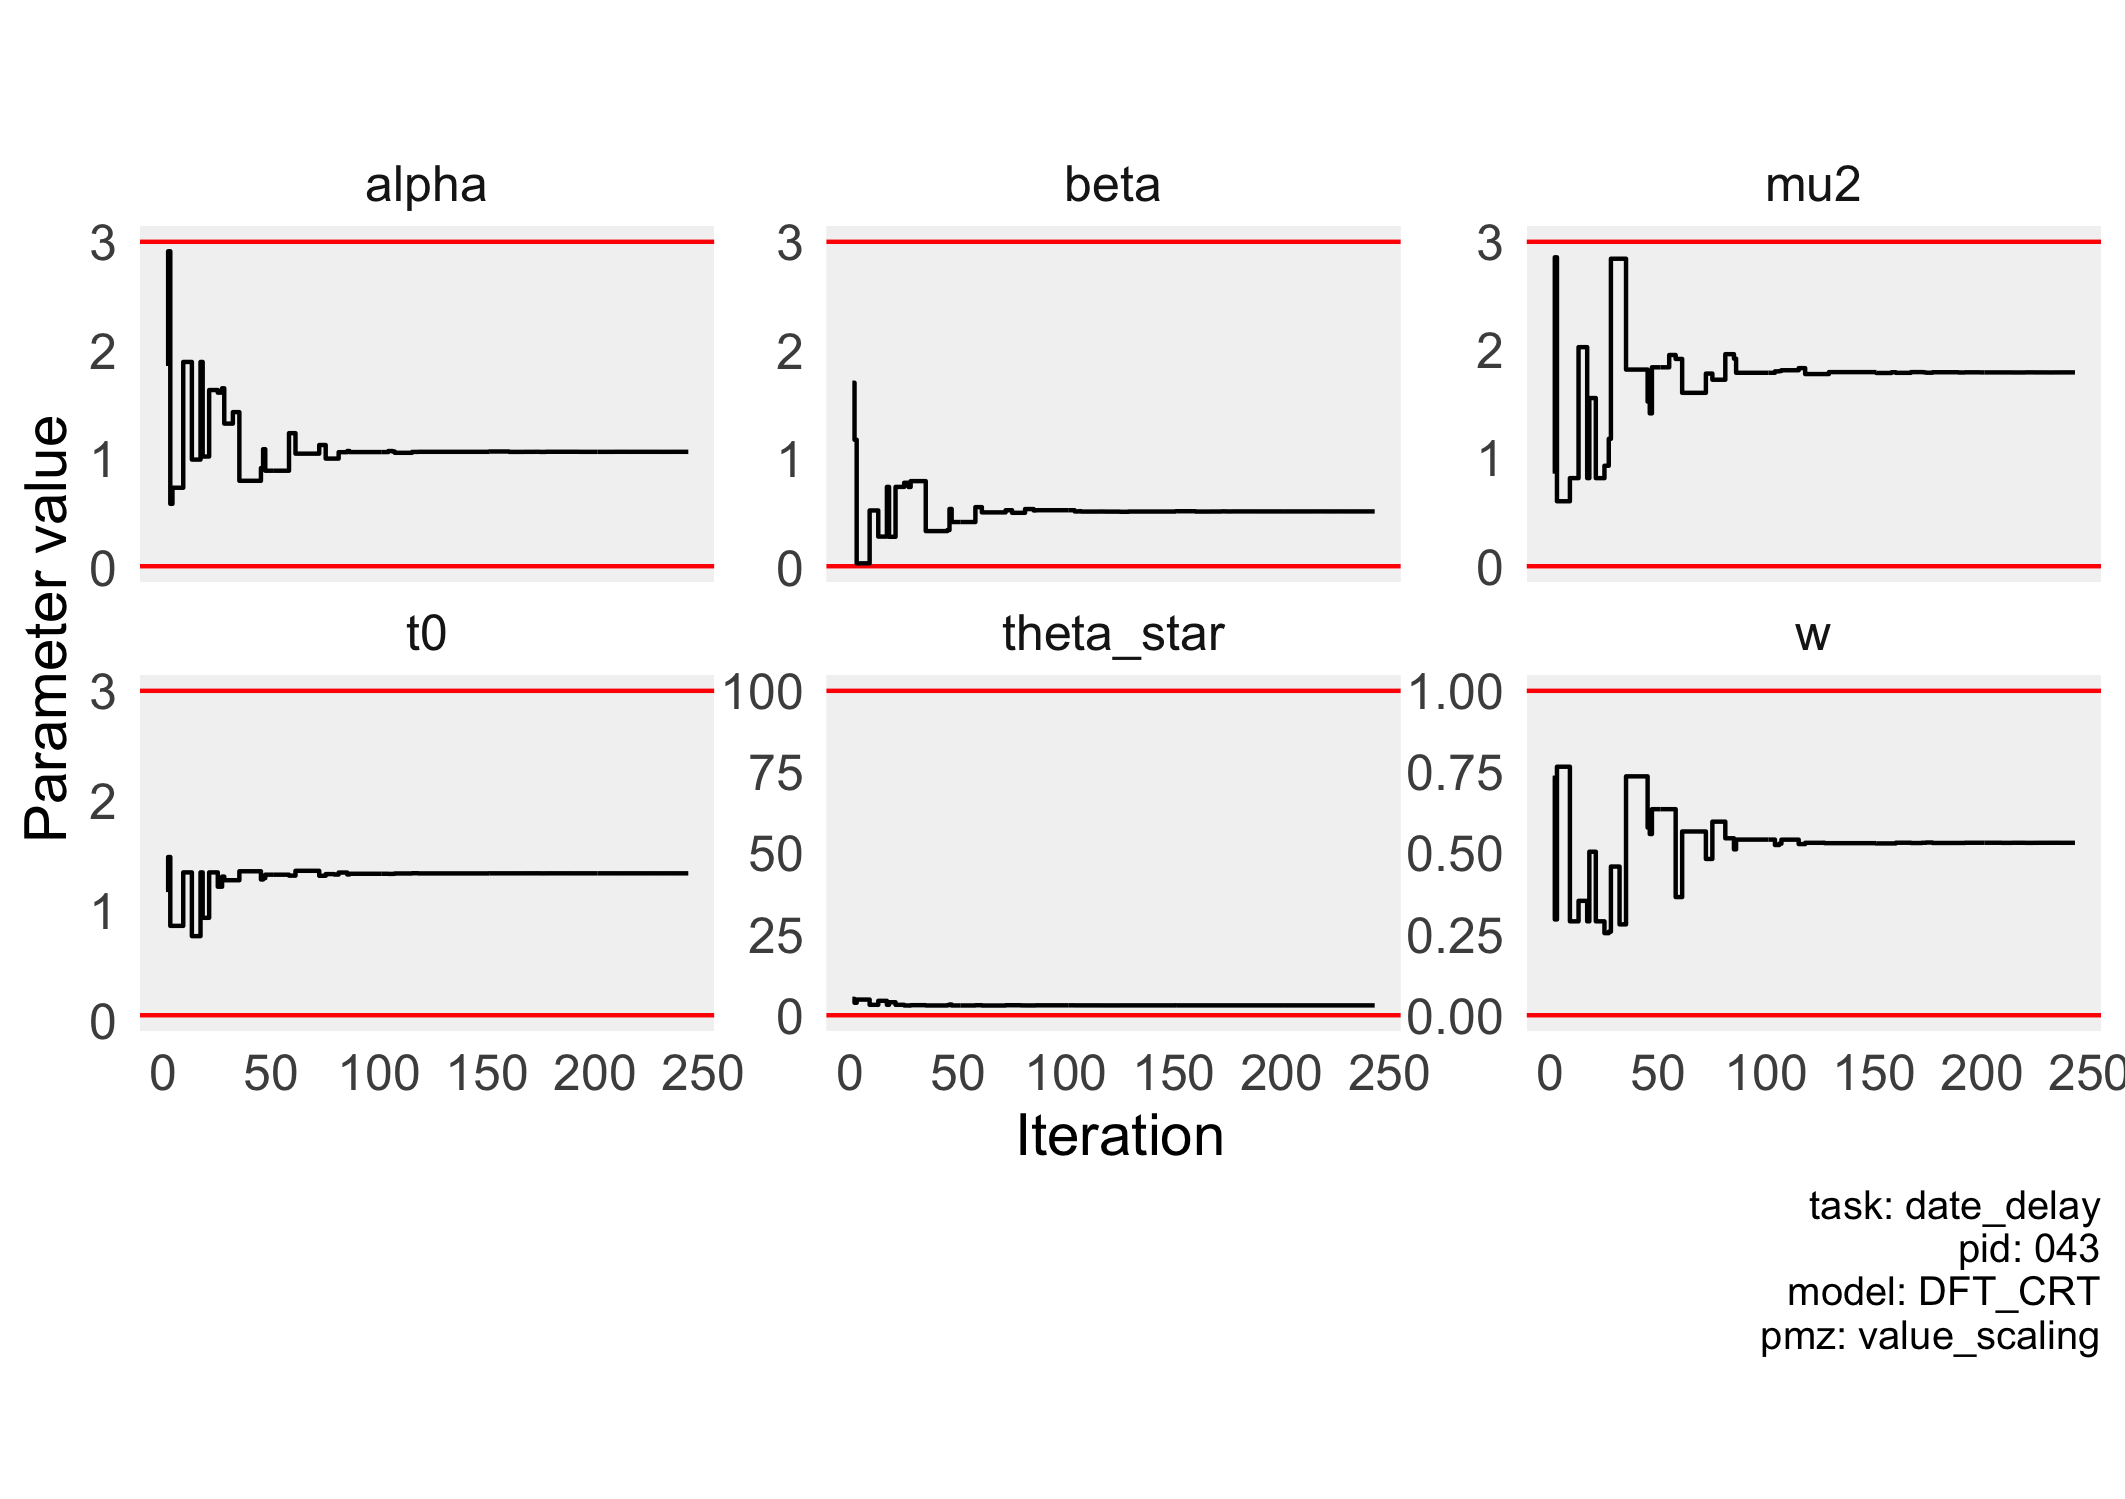 alpha
beta
mu2
3
2
1
0
3
2
1
0
3
2
1
0
Parameter value
t0
theta_star
w
3
2
1
0
100
75
50
25
0
1.00
0.75
0.50
0.25
0.00
0 50 100 150 200 250
0 50 100 150 200 250
0 50 100 150 200 250
Iteration
task: date_delay
pid: 043
model: DFT_CRT
pmz: value_scaling